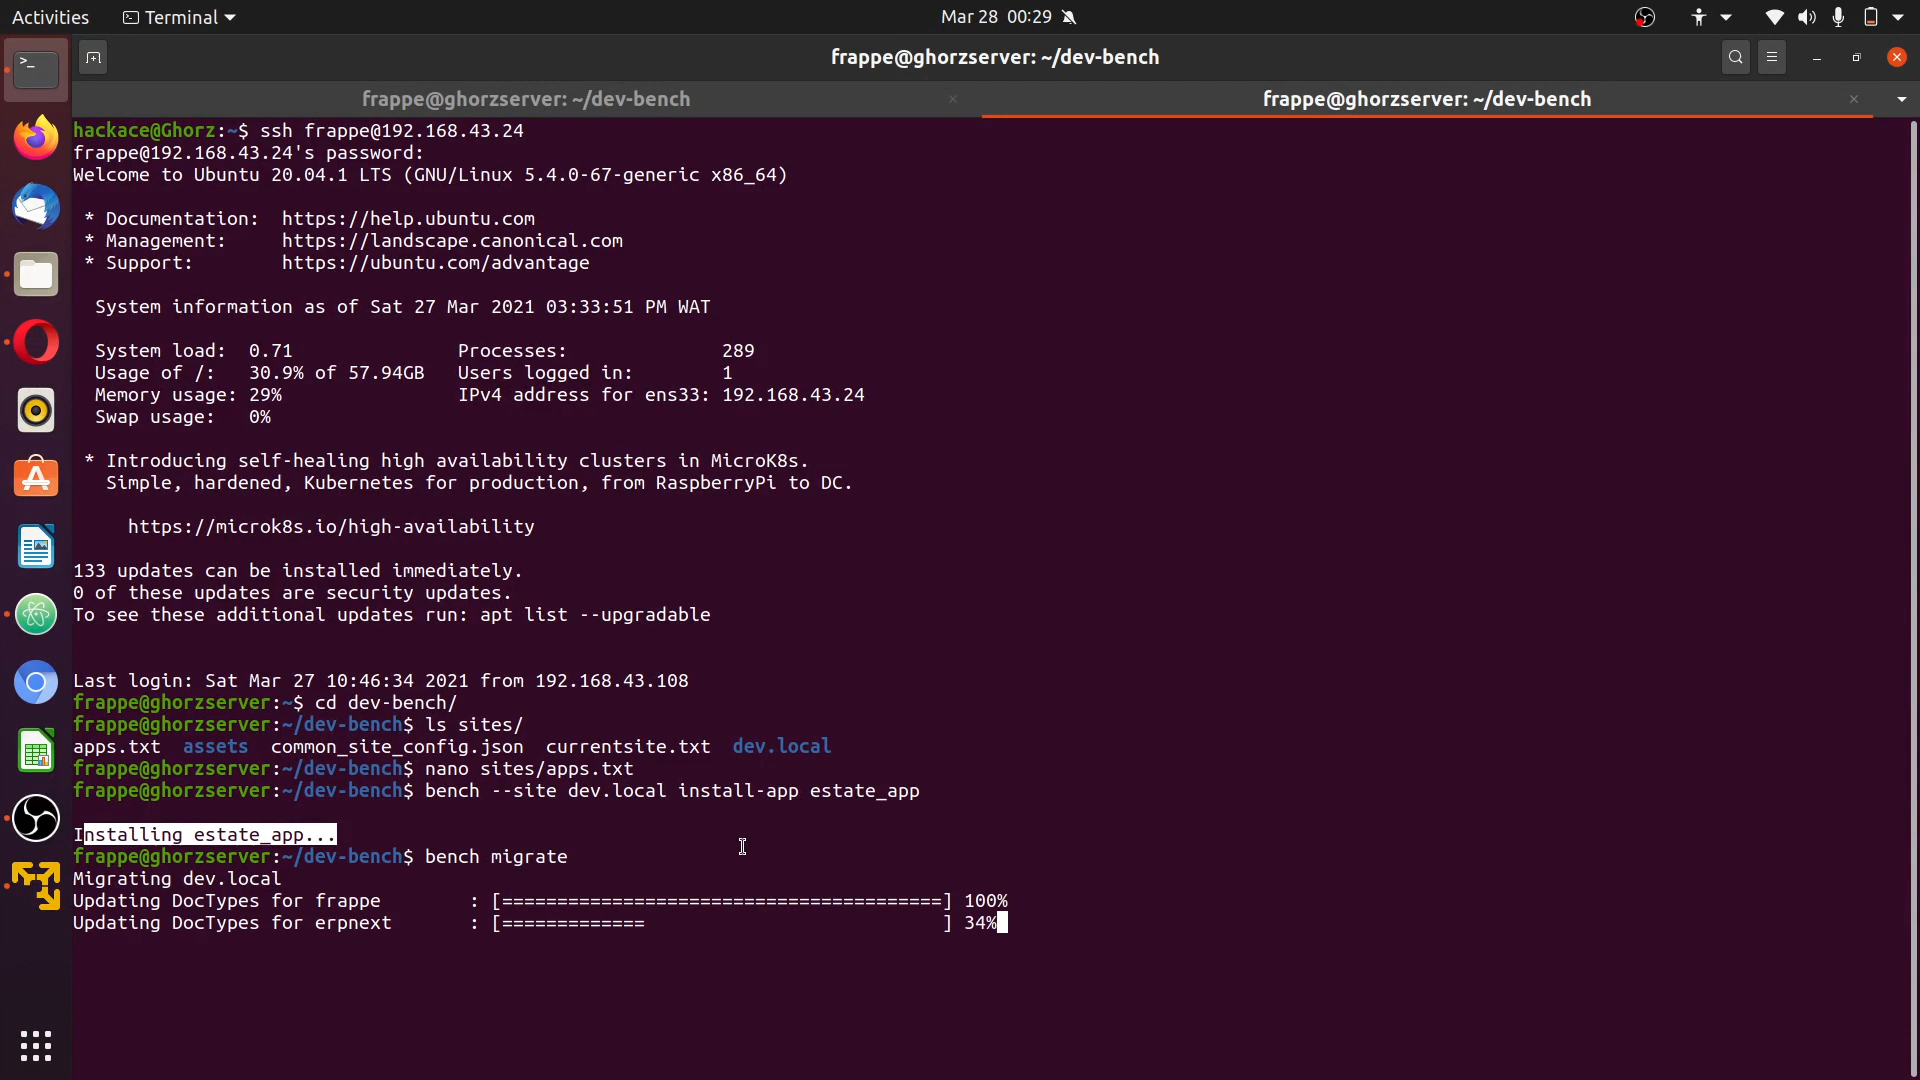 Activities Terminal Mar 28 00:29
frappe@ghorzserver: ~/dev-bench
frappe@ghorzserver: ~/dev-bench × frappe@ghorzserver: ~/dev-bench ×
hackace@Ghorz:~$ ssh frappe@192.168.43.24
frappe@192.168.43.24's password:
Welcome to Ubuntu 20.04.1 LTS (GNU/Linux 5.4.0-67-generic x86_64)
* Documentation: https://help.ubuntu.com
* Management: https://landscape.canonical.com
* Support: https://ubuntu.com/advantage
System information as of Sat 27 Mar 2021 03:33:51 PM WAT
System load: 0.71 Processes: 289
Usage of /: 30.9% of 57.94GB Users logged in: 1
Memory usage: 29% IPv4 address for ens33: 192.168.43.24
Swap usage: 0%
* Introducing self-healing high availability clusters in MicroK8s.
Simple, hardened, Kubernetes for production, from RaspberryPi to DC.
https://microk8s.io/high-availability
133 updates can be installed immediately.
0 of these updates are security updates.
To see these additional updates run: apt list --upgradable
Last login: Sat Mar 27 10:46:34 2021 from 192.168.43.108
frappe@ghorzserver:~$ cd dev-bench/
frappe@ghorzserver:~/dev-bench$ ls sites/
apps.txt assets common_site_config.json currentsite.txt dev.local
frappe@ghorzserver:~/dev-bench$ nano sites/apps.txt
frappe@ghorzserver:~/dev-bench$ bench --site dev.local install-app estate_app
Installing estate_app...
frappe@ghorzserver:~/dev-bench$ bench migrate
Migrating dev.local
Updating DocTypes for frappe : [========================================] 100%
Updating DocTypes for erpnext : [============= ] 34%